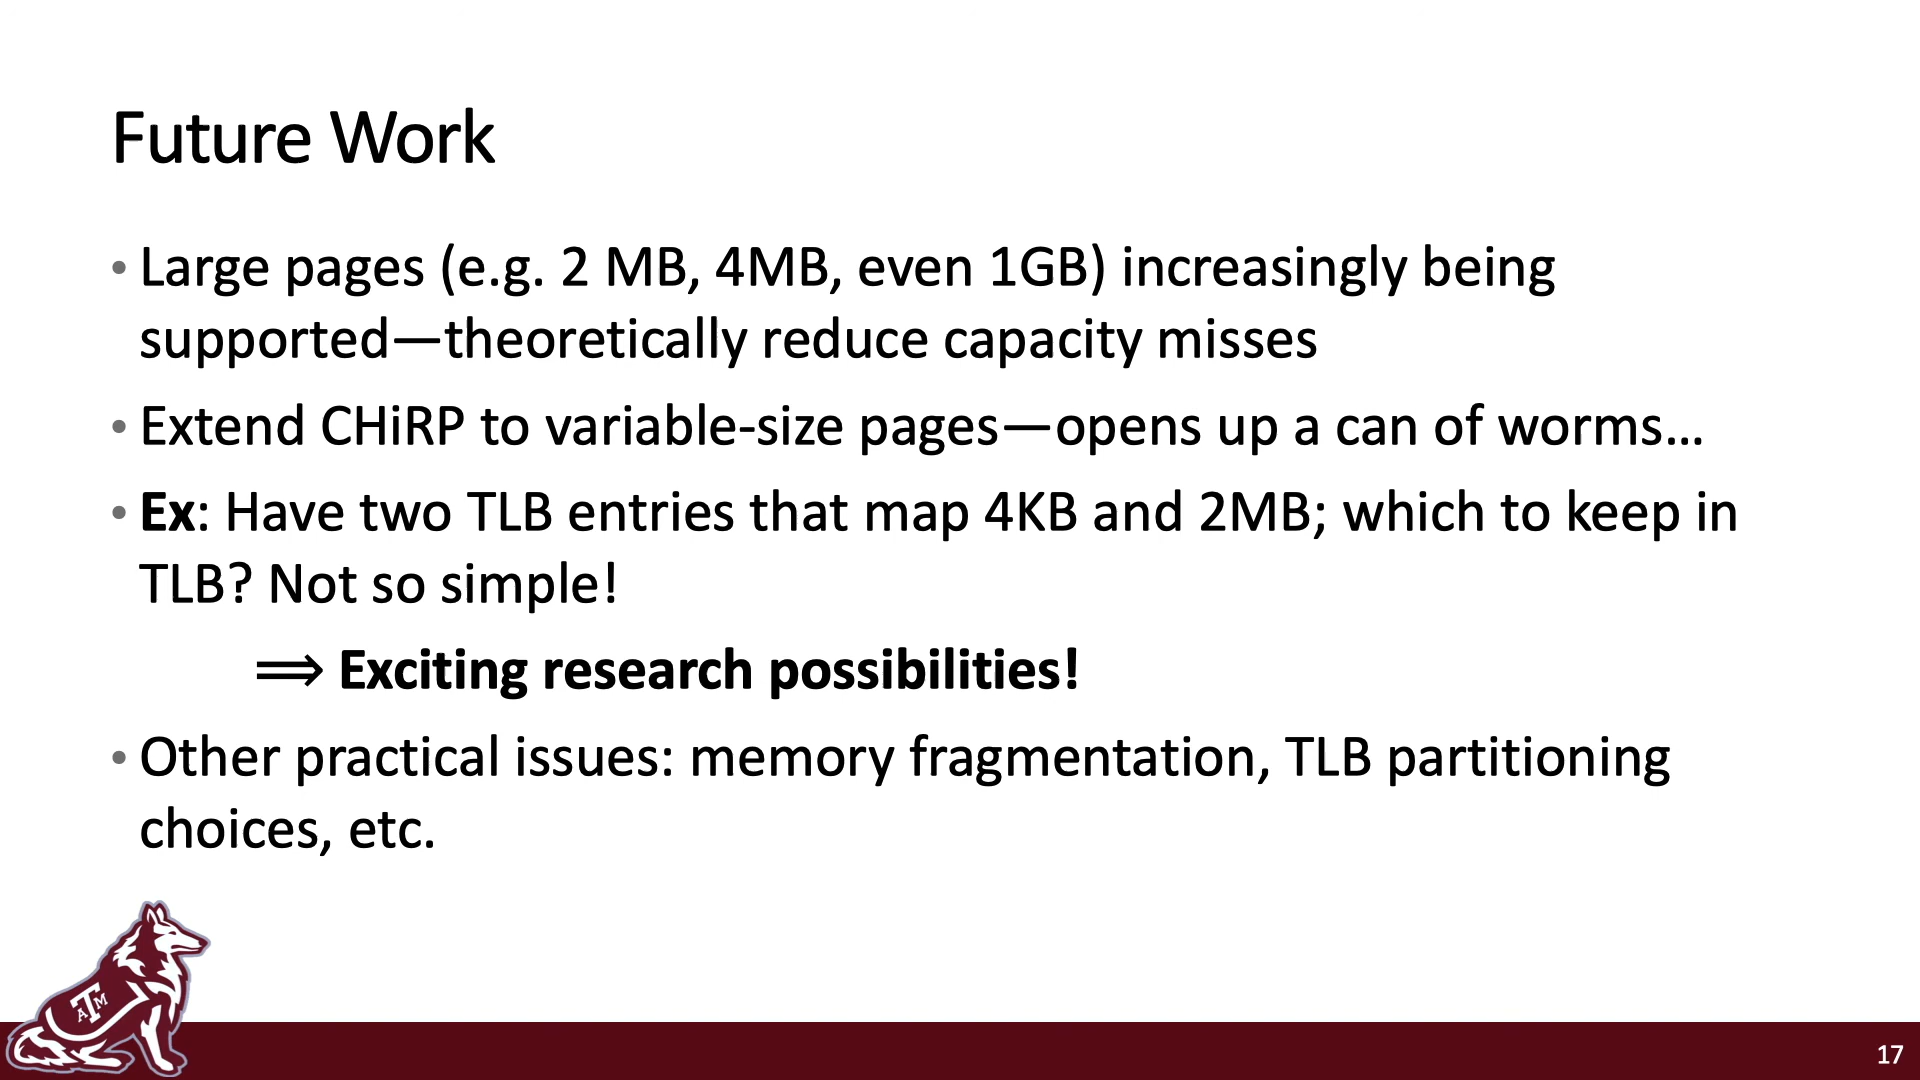 Future Work
• Large pages (e.g. 2 MB, 4MB, even 1GB) increasingly being
supported—theoretically reduce capacity misses
• Extend CHiRP to variable-size pages—opens up a can of worms…
• Ex: Have two TLB entries that map 4KB and 2MB; which to keep in
TLB? Not so simple!
⟹ Exciting research possibilities!
• Other practical issues: memory fragmentation, TLB partitioning
choices, etc.
ATM
17